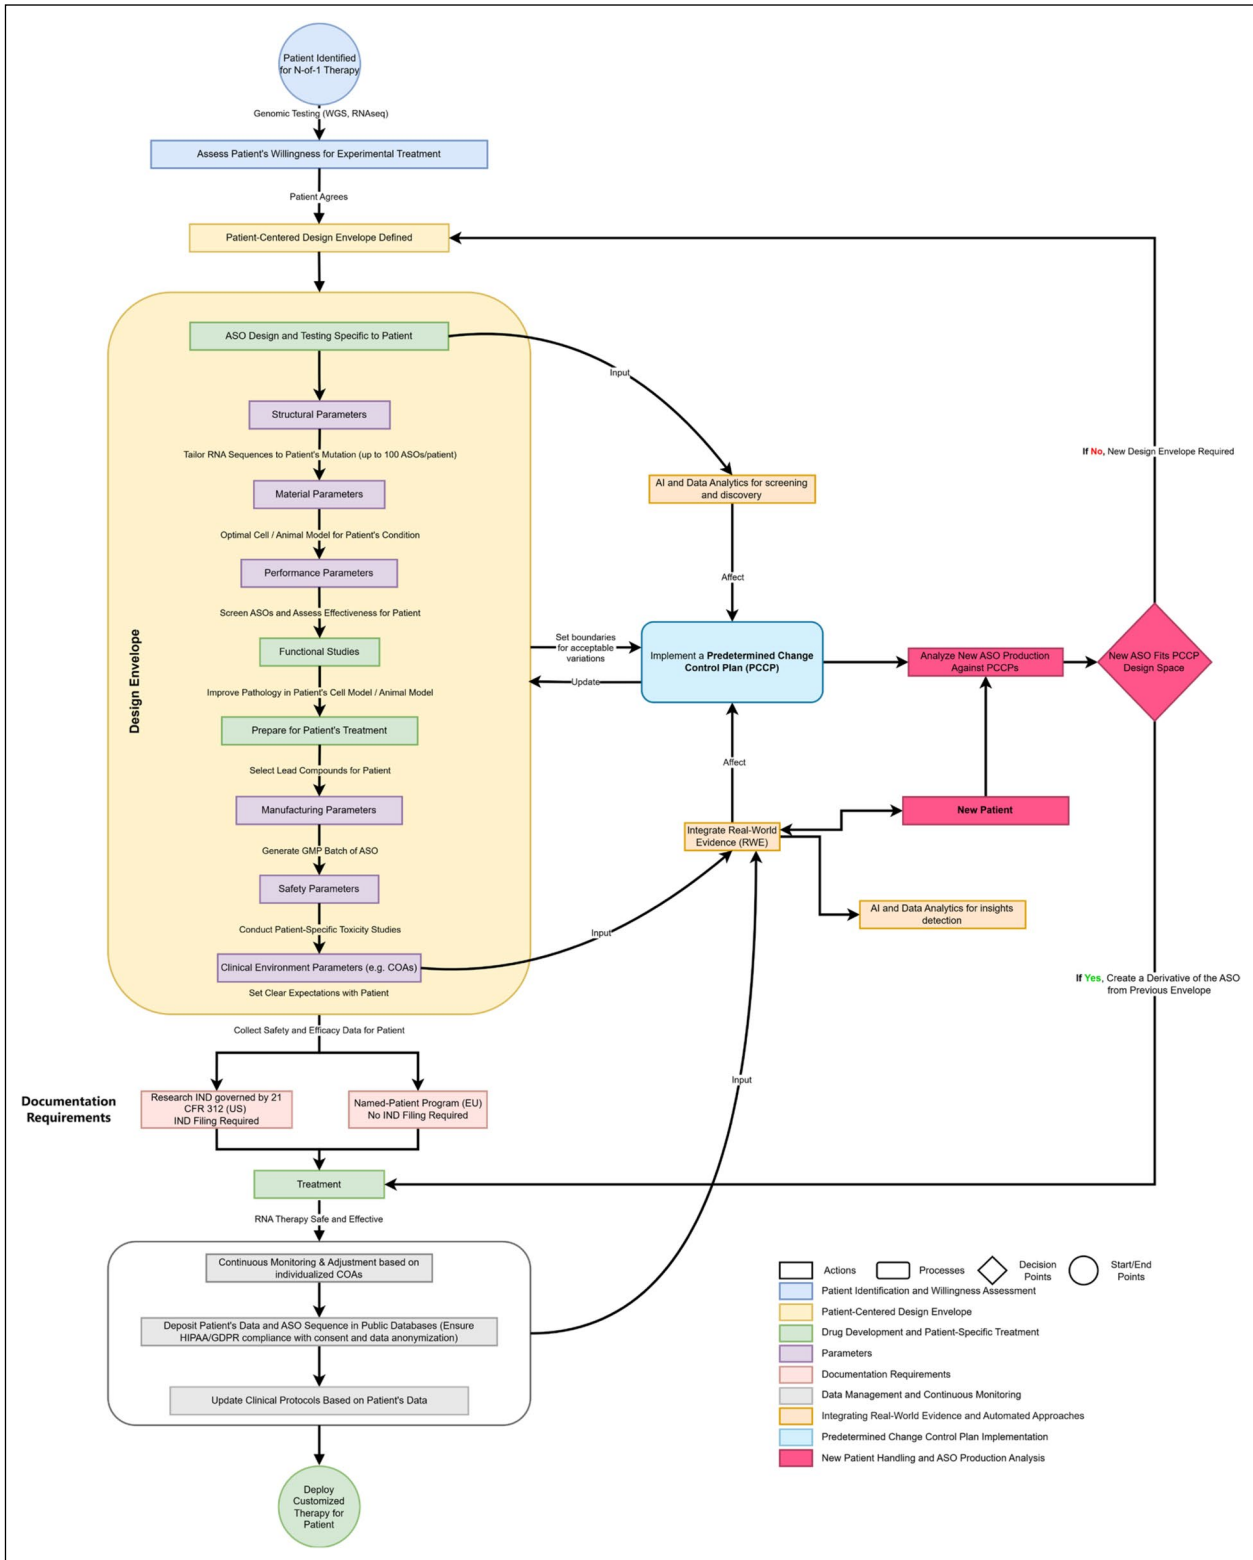 Patient Identified
for N-of-1 Therapy
Genomic Testing (WGS, RNAseq)
Assess Patient's Willingness for Experimental Treatment
Patient Agrees
Patient-Centered Design Envelope Defined
Design Envelope
ASO Design and Testing Specific to Patient
Structural Parameters
Tailor RNA Sequences to Patient's Mutation (up to 100 ASOs/patient)
Material Parameters
Optimal Cell / Animal Model for Patient's Condition
Performance Parameters
Screen ASOs and Assess Effectiveness for Patient
Functional Studies
Improve Pathology in Patient's Cell Model / Animal Model
Prepare for Patient's Treatment
Select Lead Compounds for Patient
Manufacturing Parameters
Generate GMP Batch of ASO
Safety Parameters
Conduct Patient-Specific Toxicity Studies
Clinical Environment Parameters (e.g. COAs)
Set Clear Expectations with Patient
Input
AI and Data Analytics for screening
and discovery
Affect
Set boundaries
for acceptable
variations
Update
Implement a Predetermined Change
Control Plan (PCCP)
Analyze New ASO Production
Against PCCPs
New ASO Fits PCCP
Design Space
If No, New Design Envelope Required
Affect
New Patient
Integrate Real-World
Evidence (RWE)
AI and Data Analytics for insights
detection
Input
If Yes, Create a Derivative of the ASO
from Previous Envelope
Collect Safety and Efficacy Data for Patient
Documentation
Requirements
Research IND governed by 21
CFR 312 (US)
IND Filing Required
Named-Patient Program (EU)
No IND Filing Required
Input
Treatment
RNA Therapy Safe and Effective
Continuous Monitoring & Adjustment based on
individualized COAs
Deposit Patient's Data and ASO Sequence in Public Databases (Ensure
HIPAA/GDPR compliance with consent and data anonymization)
Update Clinical Protocols Based on Patient's Data
Deploy
Customized
Therapy for
Patient
Actions
Processes
Decision
Points
Start/End
Points
Patient Identification and Willingness Assessment
Patient-Centered Design Envelope
Drug Development and Patient-Specific Treatment
Parameters
Documentation Requirements
Data Management and Continuous Monitoring
Integrating Real-World Evidence and Automated Approaches
Predetermined Change Control Plan Implementation
New Patient Handling and ASO Production Analysis